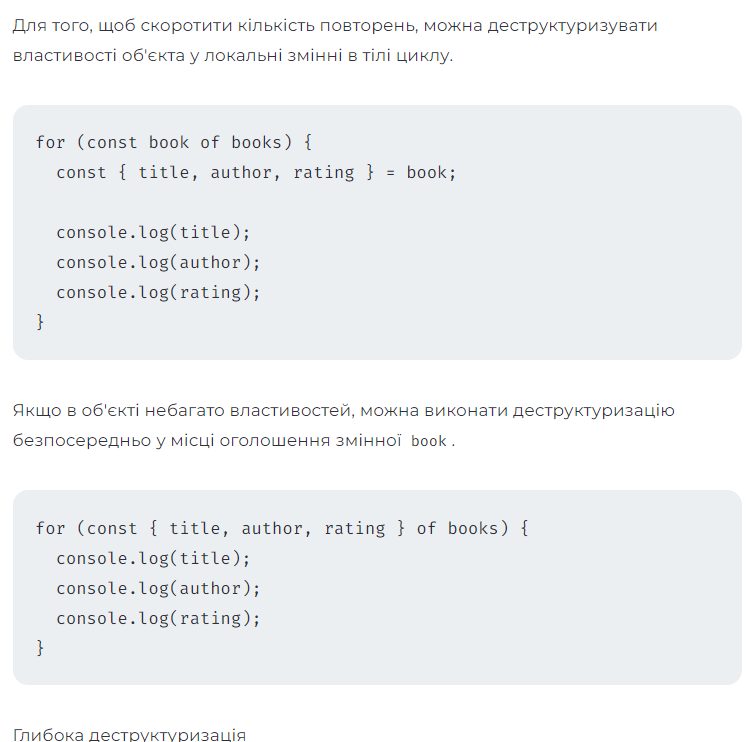 Для того, щоб скоротити кількість повторень, можна деструктуризувати
властивості об'єкта у локальні змінні в тілі циклу.
for (const book of books) {
  const { title, author, rating } = book;
  console.log(title);
  console.log(author);
  console.log(rating);
}
Якщо в об'єкті небагато властивостей, можна виконати деструктуризацію
безпосередньо у місці оголошення змінної book.
for (const { title, author, rating } of books) {
  console.log(title);
  console.log(author);
  console.log(rating);
}
Глибока деструктуризація